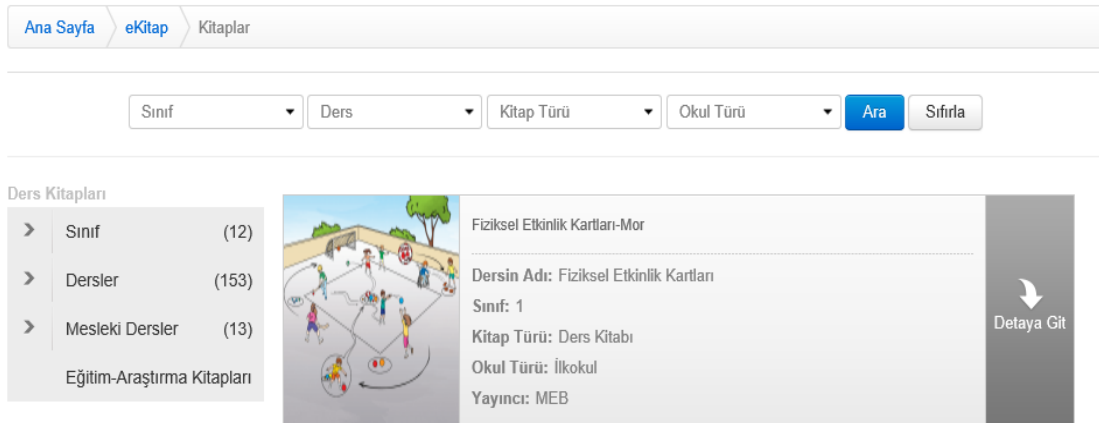 Ana Sayfa eKitap Kitaplar
Sınıf Ders Kitap Türü Okul Türü Ara Sıfırla
Ders Kitapları
Sınıf (12)
Dersler (153)
Mesleki Dersler (13)
Eğitim-Araştırma Kitapları
Fiziksel Etkinlik Kartları-Mor
Dersin Adı: Fiziksel Etkinlik Kartları
Sınıf: 1
Kitap Türü: Ders Kitabı
Okul Türü: İlkokul
Yayıncı: MEB
Detaya Git